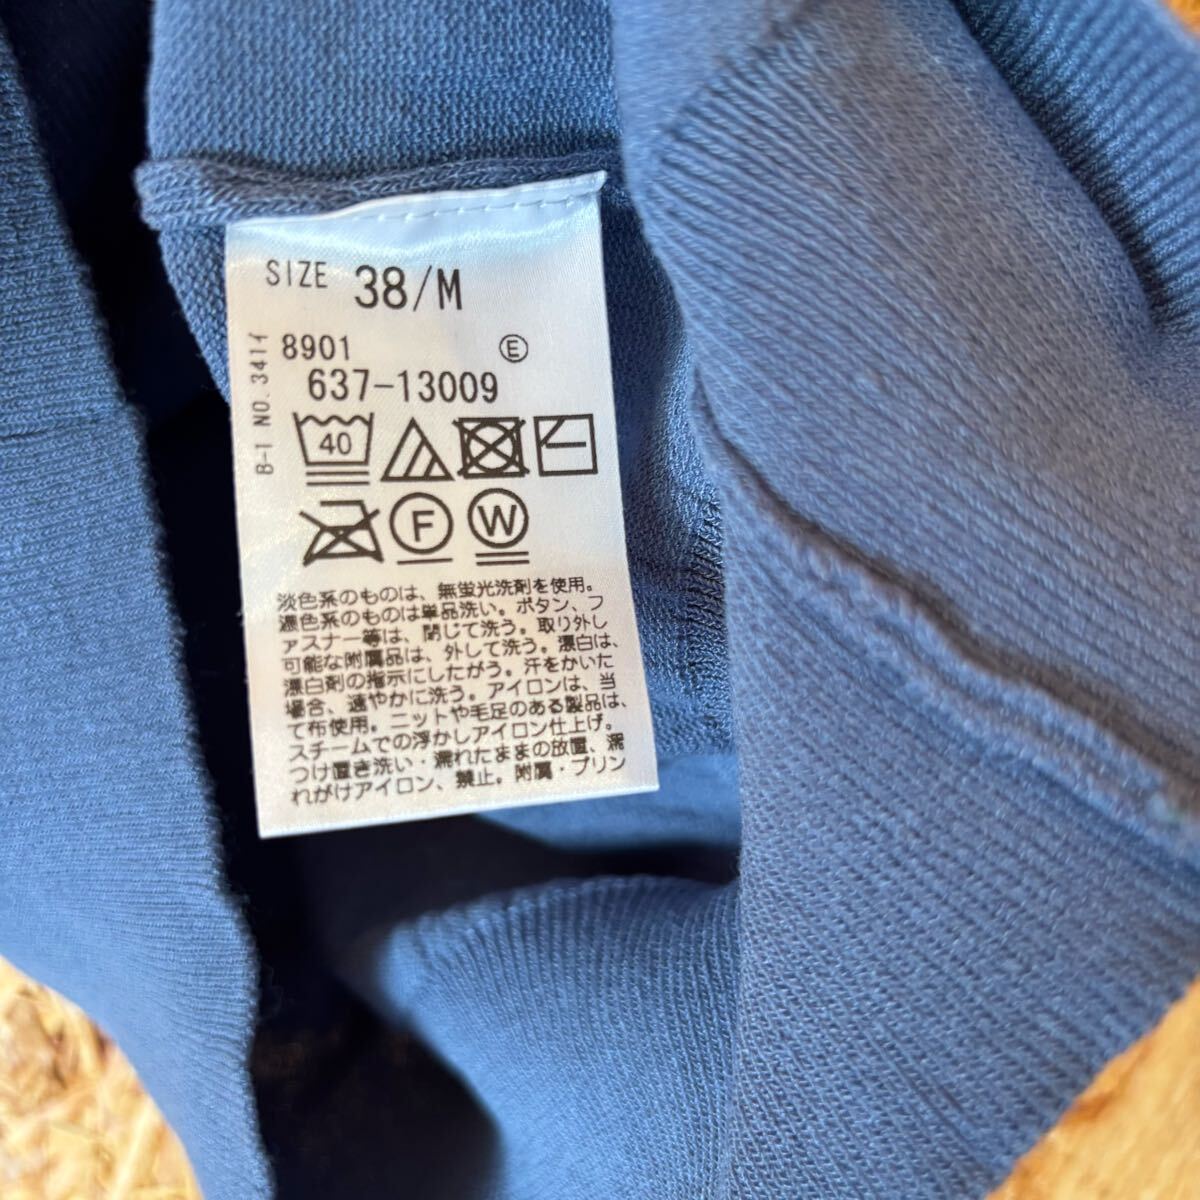 SIZE 38/M
8901 Ⓔ
637-13009
B-1 NO.341イ
40
F W
淡色系のものは、無蛍光洗剤を使用。
濃色系のものは単品洗い。ボタン、フ
ァスナー等は、閉じて洗う。取り外し
可能な附属品は、外して洗う。漂白は、
漂白剤の指示にしたがう。汗をかいた
場合、速やかに洗う。アイロンは、当
て布使用。ニットや毛足のある製品は、
スチームでの浮かしアイロン仕上げ。
つけ置き洗い・濡れたままの放置、濡
れがけアイロン、禁止。附属・プリン